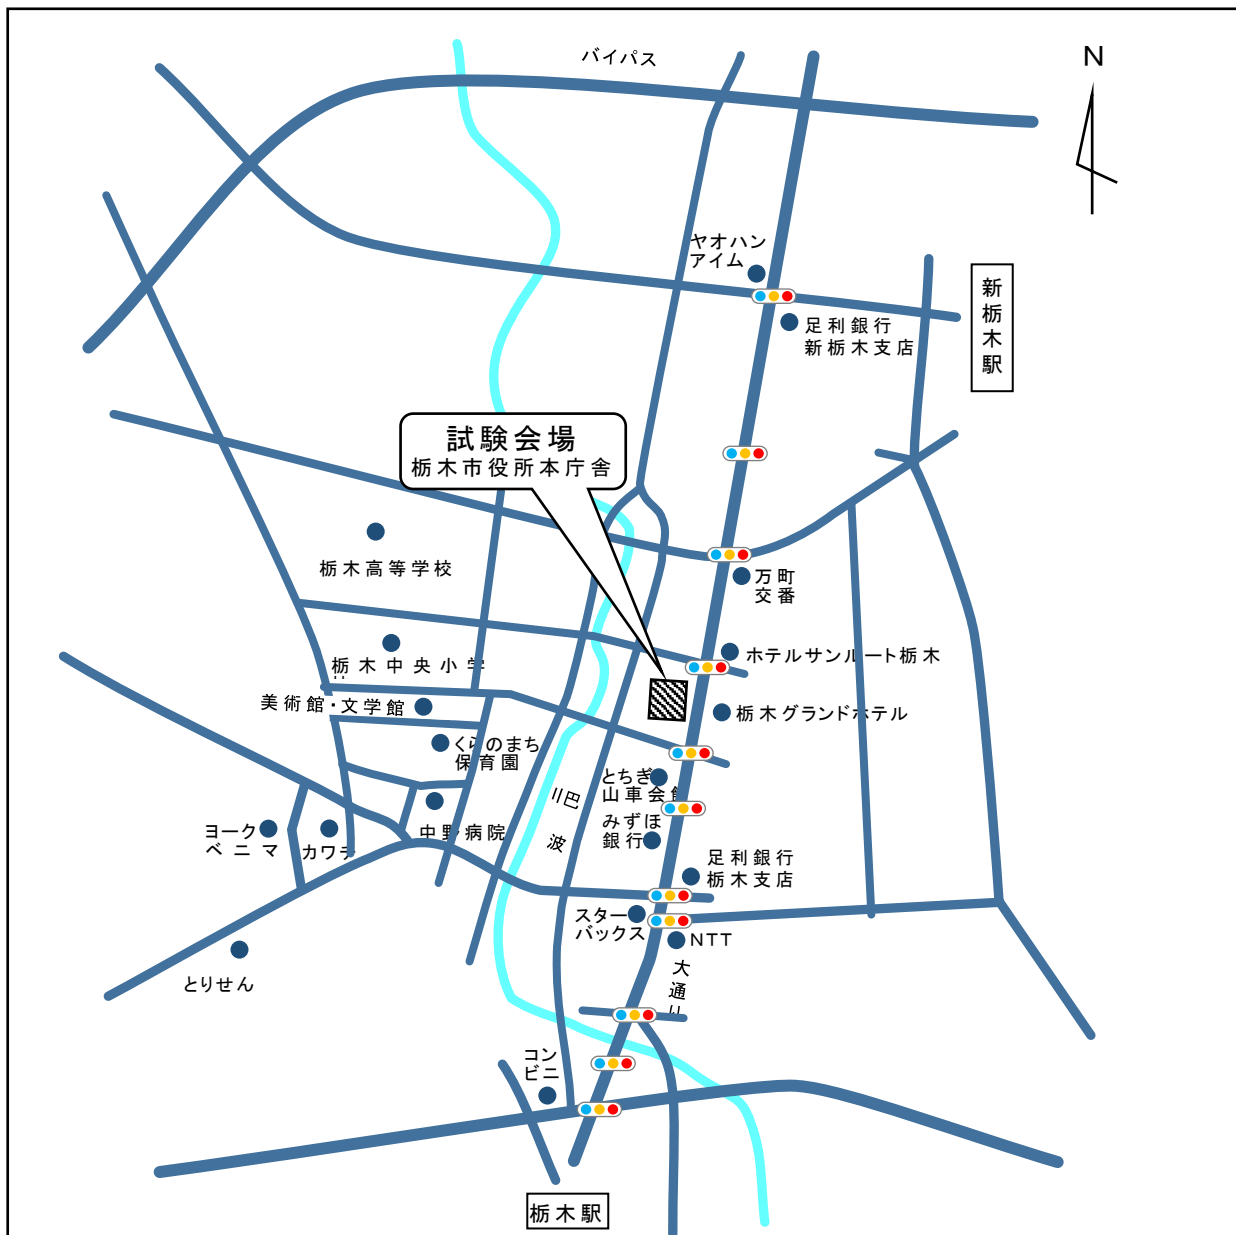 バイパス
N
ヤオハン
アイム
新栃木駅
足利銀行
新栃木支店
試験会場
栃木市役所本庁舎
栃木高等学校
万町
交番
栃木中央小学
ホテルサンルート栃木
美術館・文学館
栃木グランドホテル
くらのまち
保育園
とちぎ
山車会館
巴波
みずほ
銀行
ヨーク
ベニマ
カワチ
中野病院
足利銀行
栃木支店
スター
バックス
NTT
大通り
とりせん
コン
ビニ
栃木駅